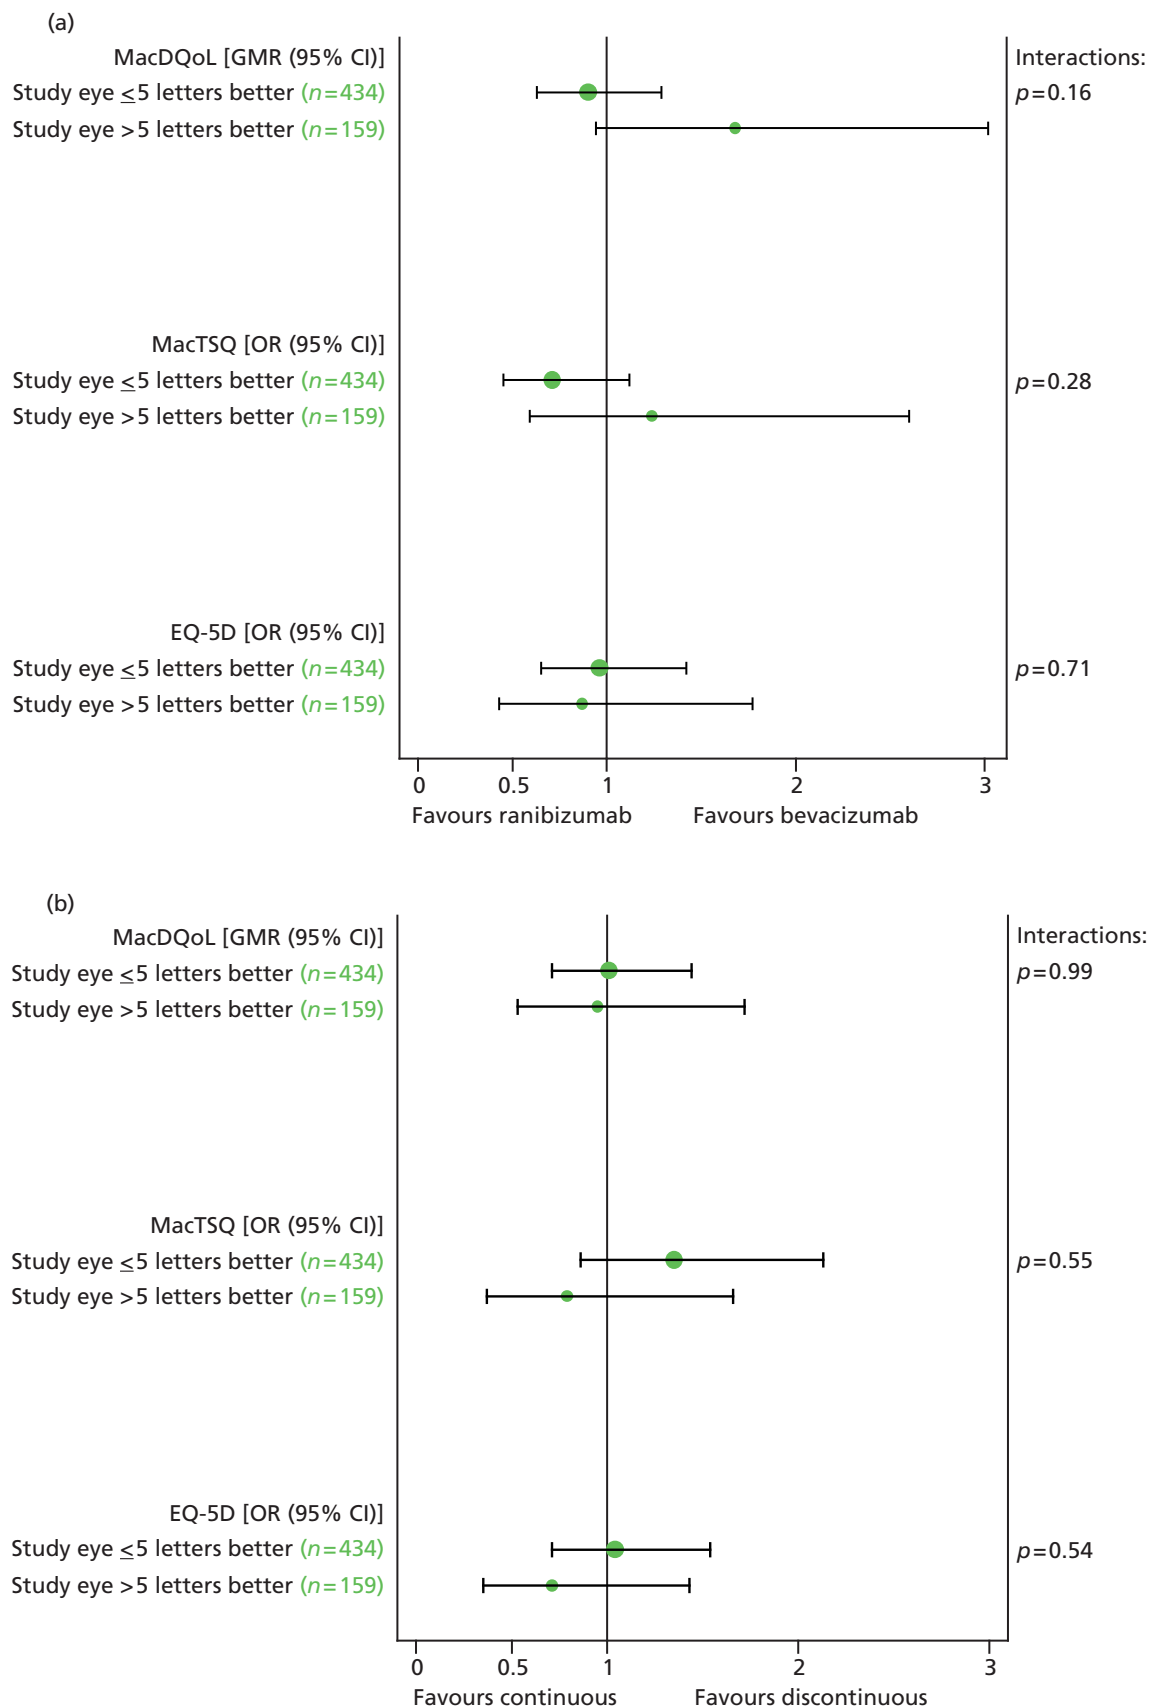 (a)
MacDQoL [GMR (95% CI)]
Interactions:
Study eye ≤5 letters better (n=434)
p=0.16
Study eye >5 letters better (n=159)
MacTSQ [OR (95% CI)]
Study eye ≤5 letters better (n=434)
p=0.28
Study eye >5 letters better (n=159)
EQ-5D [OR (95% CI)]
Study eye ≤5 letters better (n=434)
p=0.71
Study eye >5 letters better (n=159)
0 0.5 1 2 3
Favours ranibizumab Favours bevacizumab
(b)
MacDQoL [GMR (95% CI)]
Interactions:
Study eye ≤5 letters better (n=434)
p=0.99
Study eye >5 letters better (n=159)
MacTSQ [OR (95% CI)]
Study eye ≤5 letters better (n=434)
p=0.55
Study eye >5 letters better (n=159)
EQ-5D [OR (95% CI)]
Study eye ≤5 letters better (n=434)
p=0.54
Study eye >5 letters better (n=159)
0 0.5 1 2 3
Favours continuous Favours discontinuous